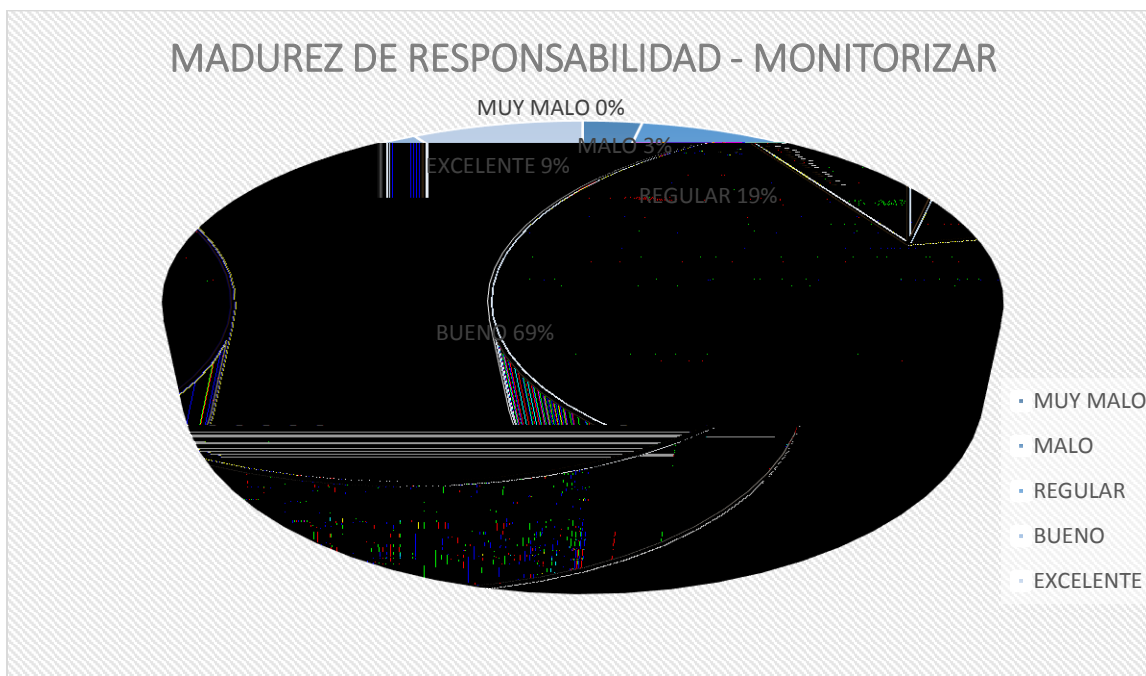 MADUREZ DE RESPONSABILIDAD - MONITORIZAR
MUY MALO 0%
MALO 3%
EXCELENTE 9%
REGULAR 19%
BUENO 69%
MUY MALO
MALO
REGULAR
BUENO
EXCELENTE